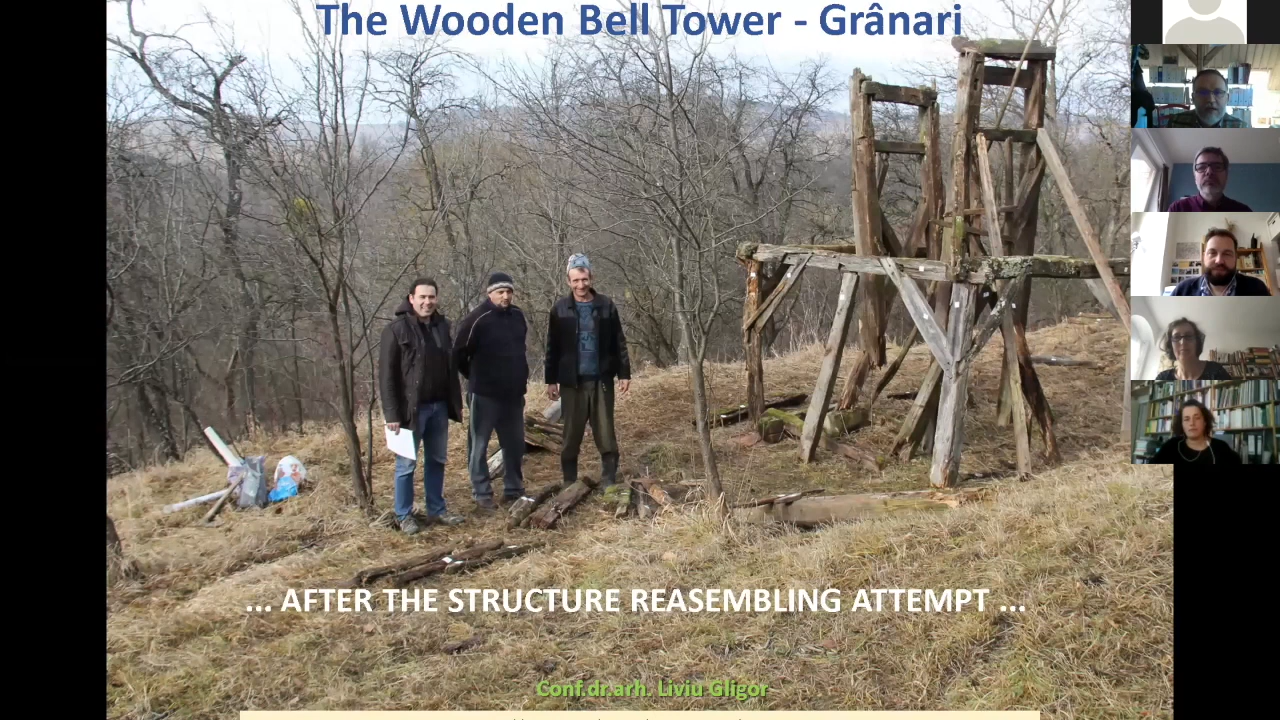 The Wooden Bell Tower - Grânari
... AFTER THE STRUCTURE REASEMBLING ATTEMPT ...
Conf.dr.arh. Liviu Gligor